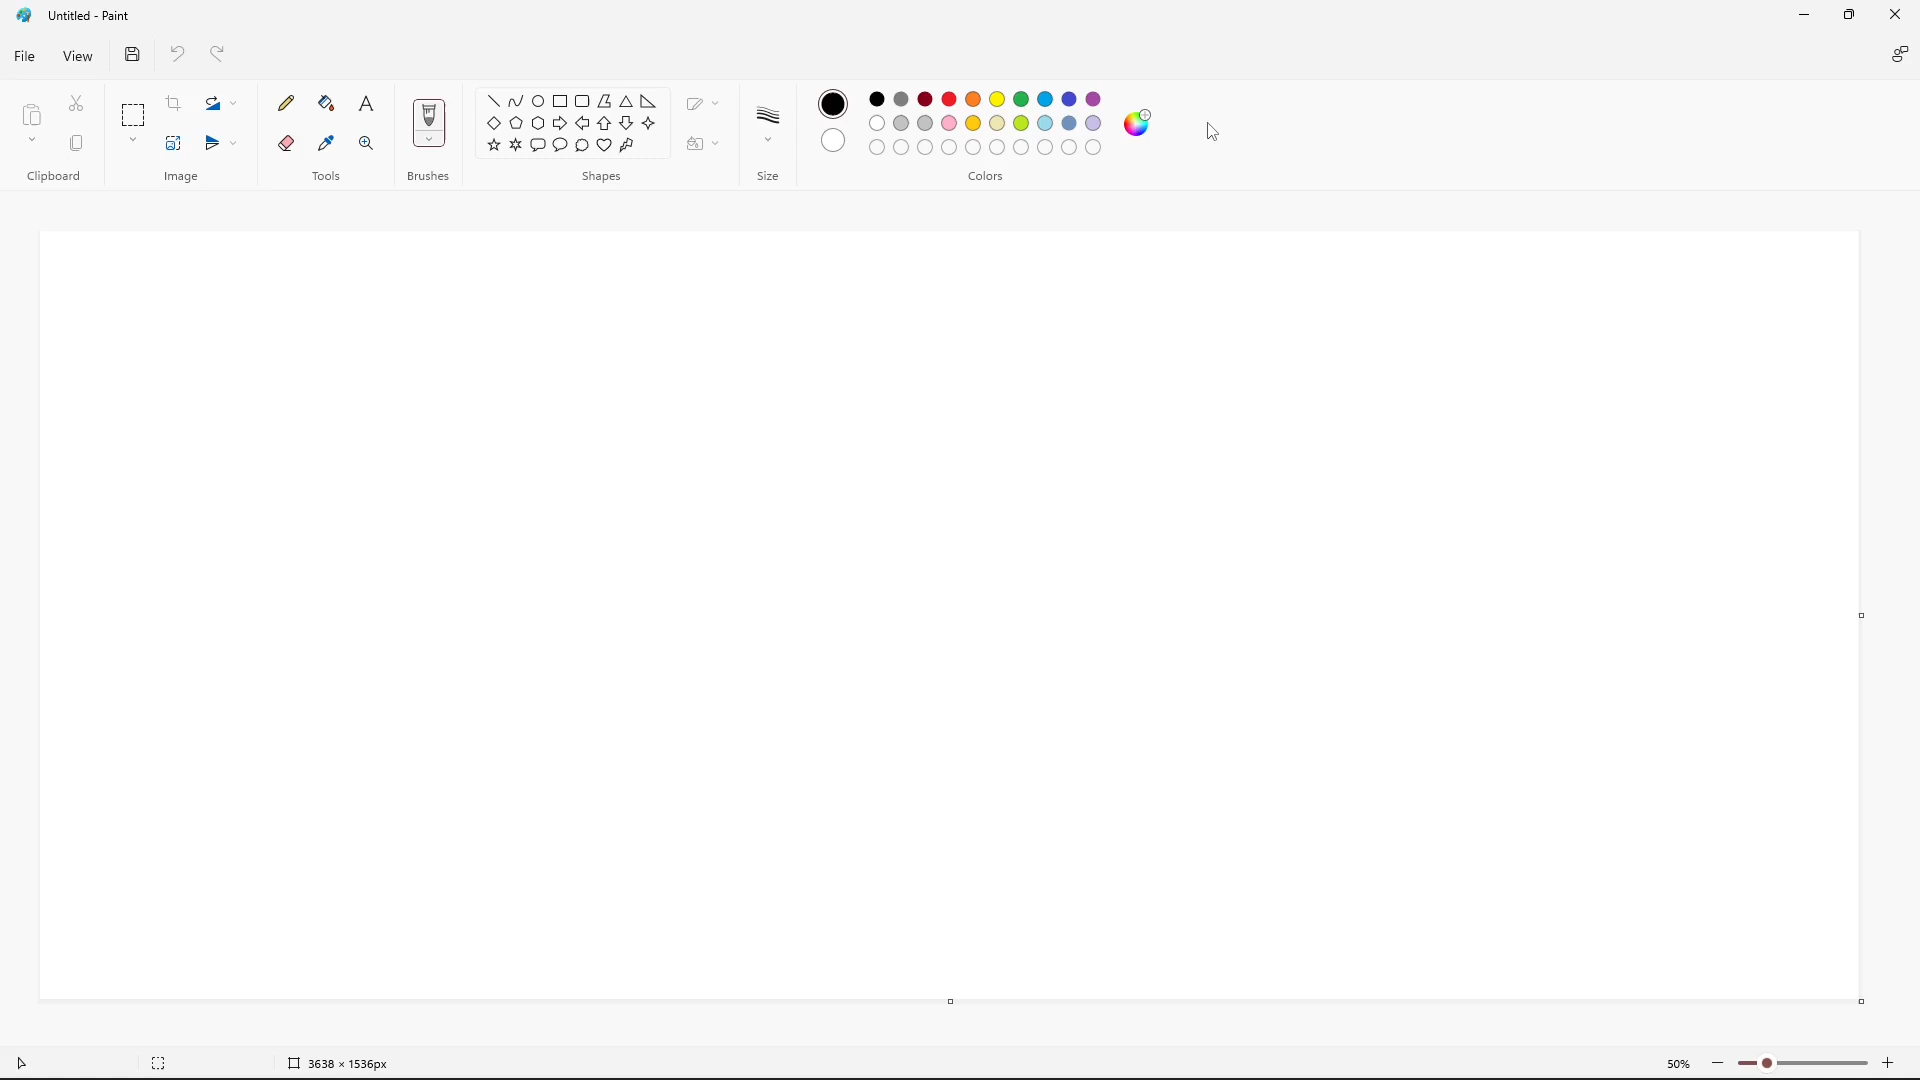 Untitled - Paint
File View
Clipboard Image Tools Brushes Shapes Size Colors
3638 × 1536px 50%